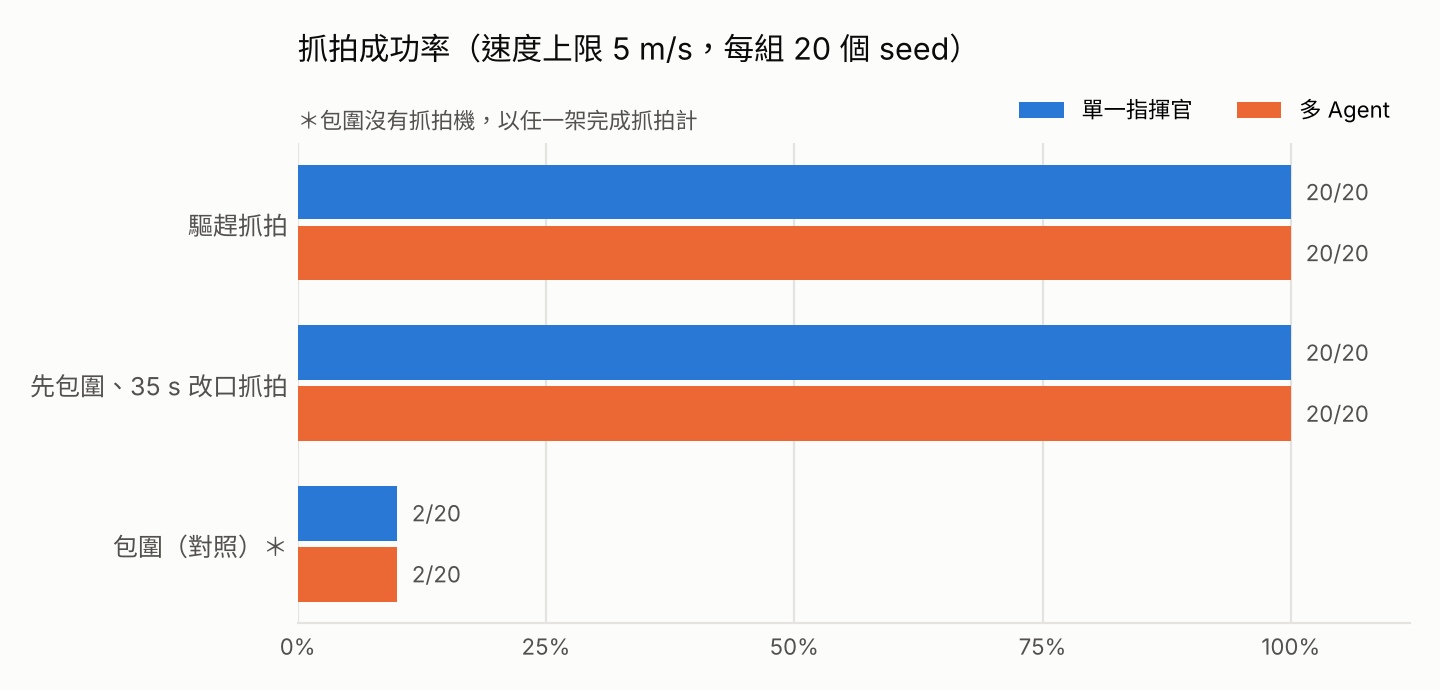 抓拍成功率（速度上限 5 m/s，每組 20 個 seed）
＊包圍沒有抓拍機，以任一架完成抓拍計
單一指揮官
多 Agent
驅趕抓拍
20/20
20/20
先包圍、35 s 改口抓拍
20/20
20/20
包圍（對照）＊
2/20
2/20
0%
25%
50%
75%
100%